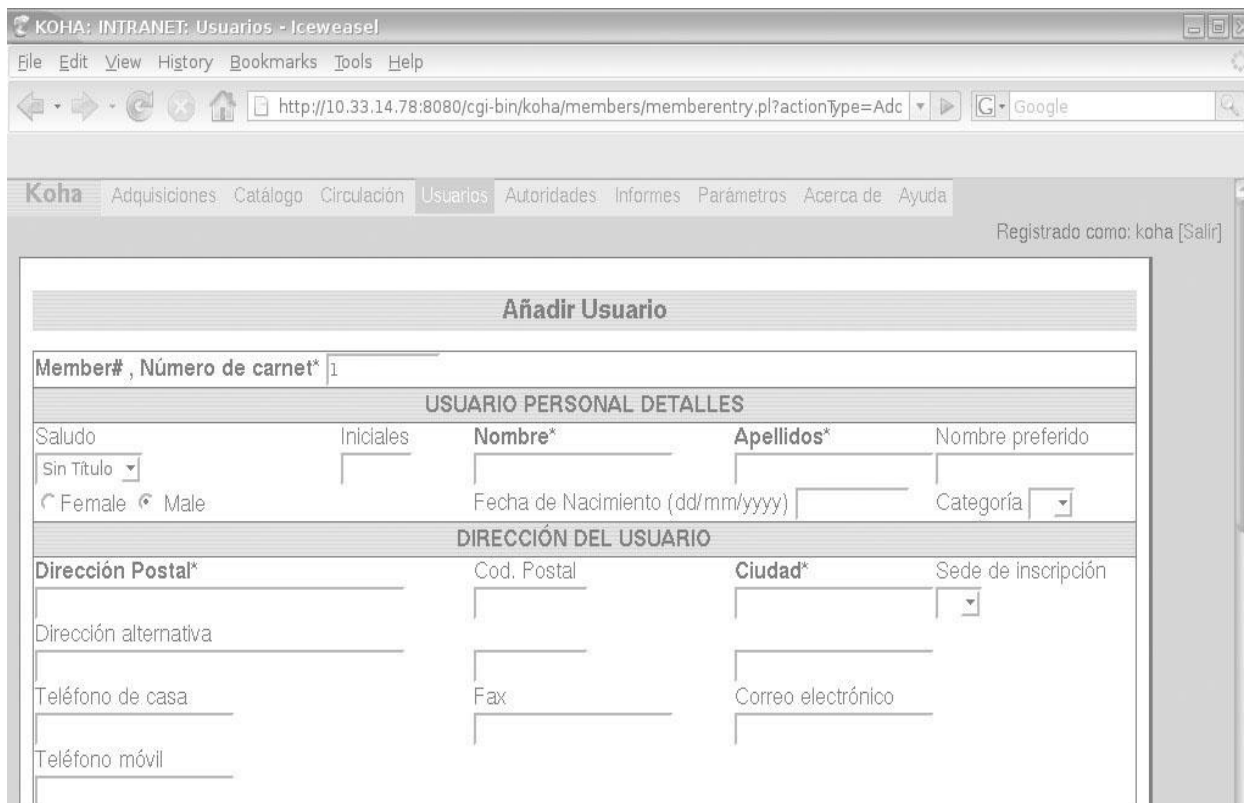 KOHA: INTRANET: Usuarios - Iceweasel
File Edit View History Bookmarks Tools Help
http://10.33.14.78:8080/cgi-bin/koha/members/memberentry.pl?actionType=Adc G Google
Koha Adquisiciones Catálogo Circulación Usuarios Autoridades Informes Parámetros Acerca de Ayuda
Registrado como: koha [Salir]
Añadir Usuario
Member# , Número de carnet* 1
USUARIO PERSONAL DETALLES
Saludo Iniciales Nombre* Apellidos* Nombre preferido
Sin Título
Female Male Fecha de Nacimiento (dd/mm/yyyy) Categoría
DIRECCIÓN DEL USUARIO
Dirección Postal* Cod. Postal Ciudad* Sede de inscripción
Dirección alternativa
Teléfono de casa Fax Correo electrónico
Teléfono móvil